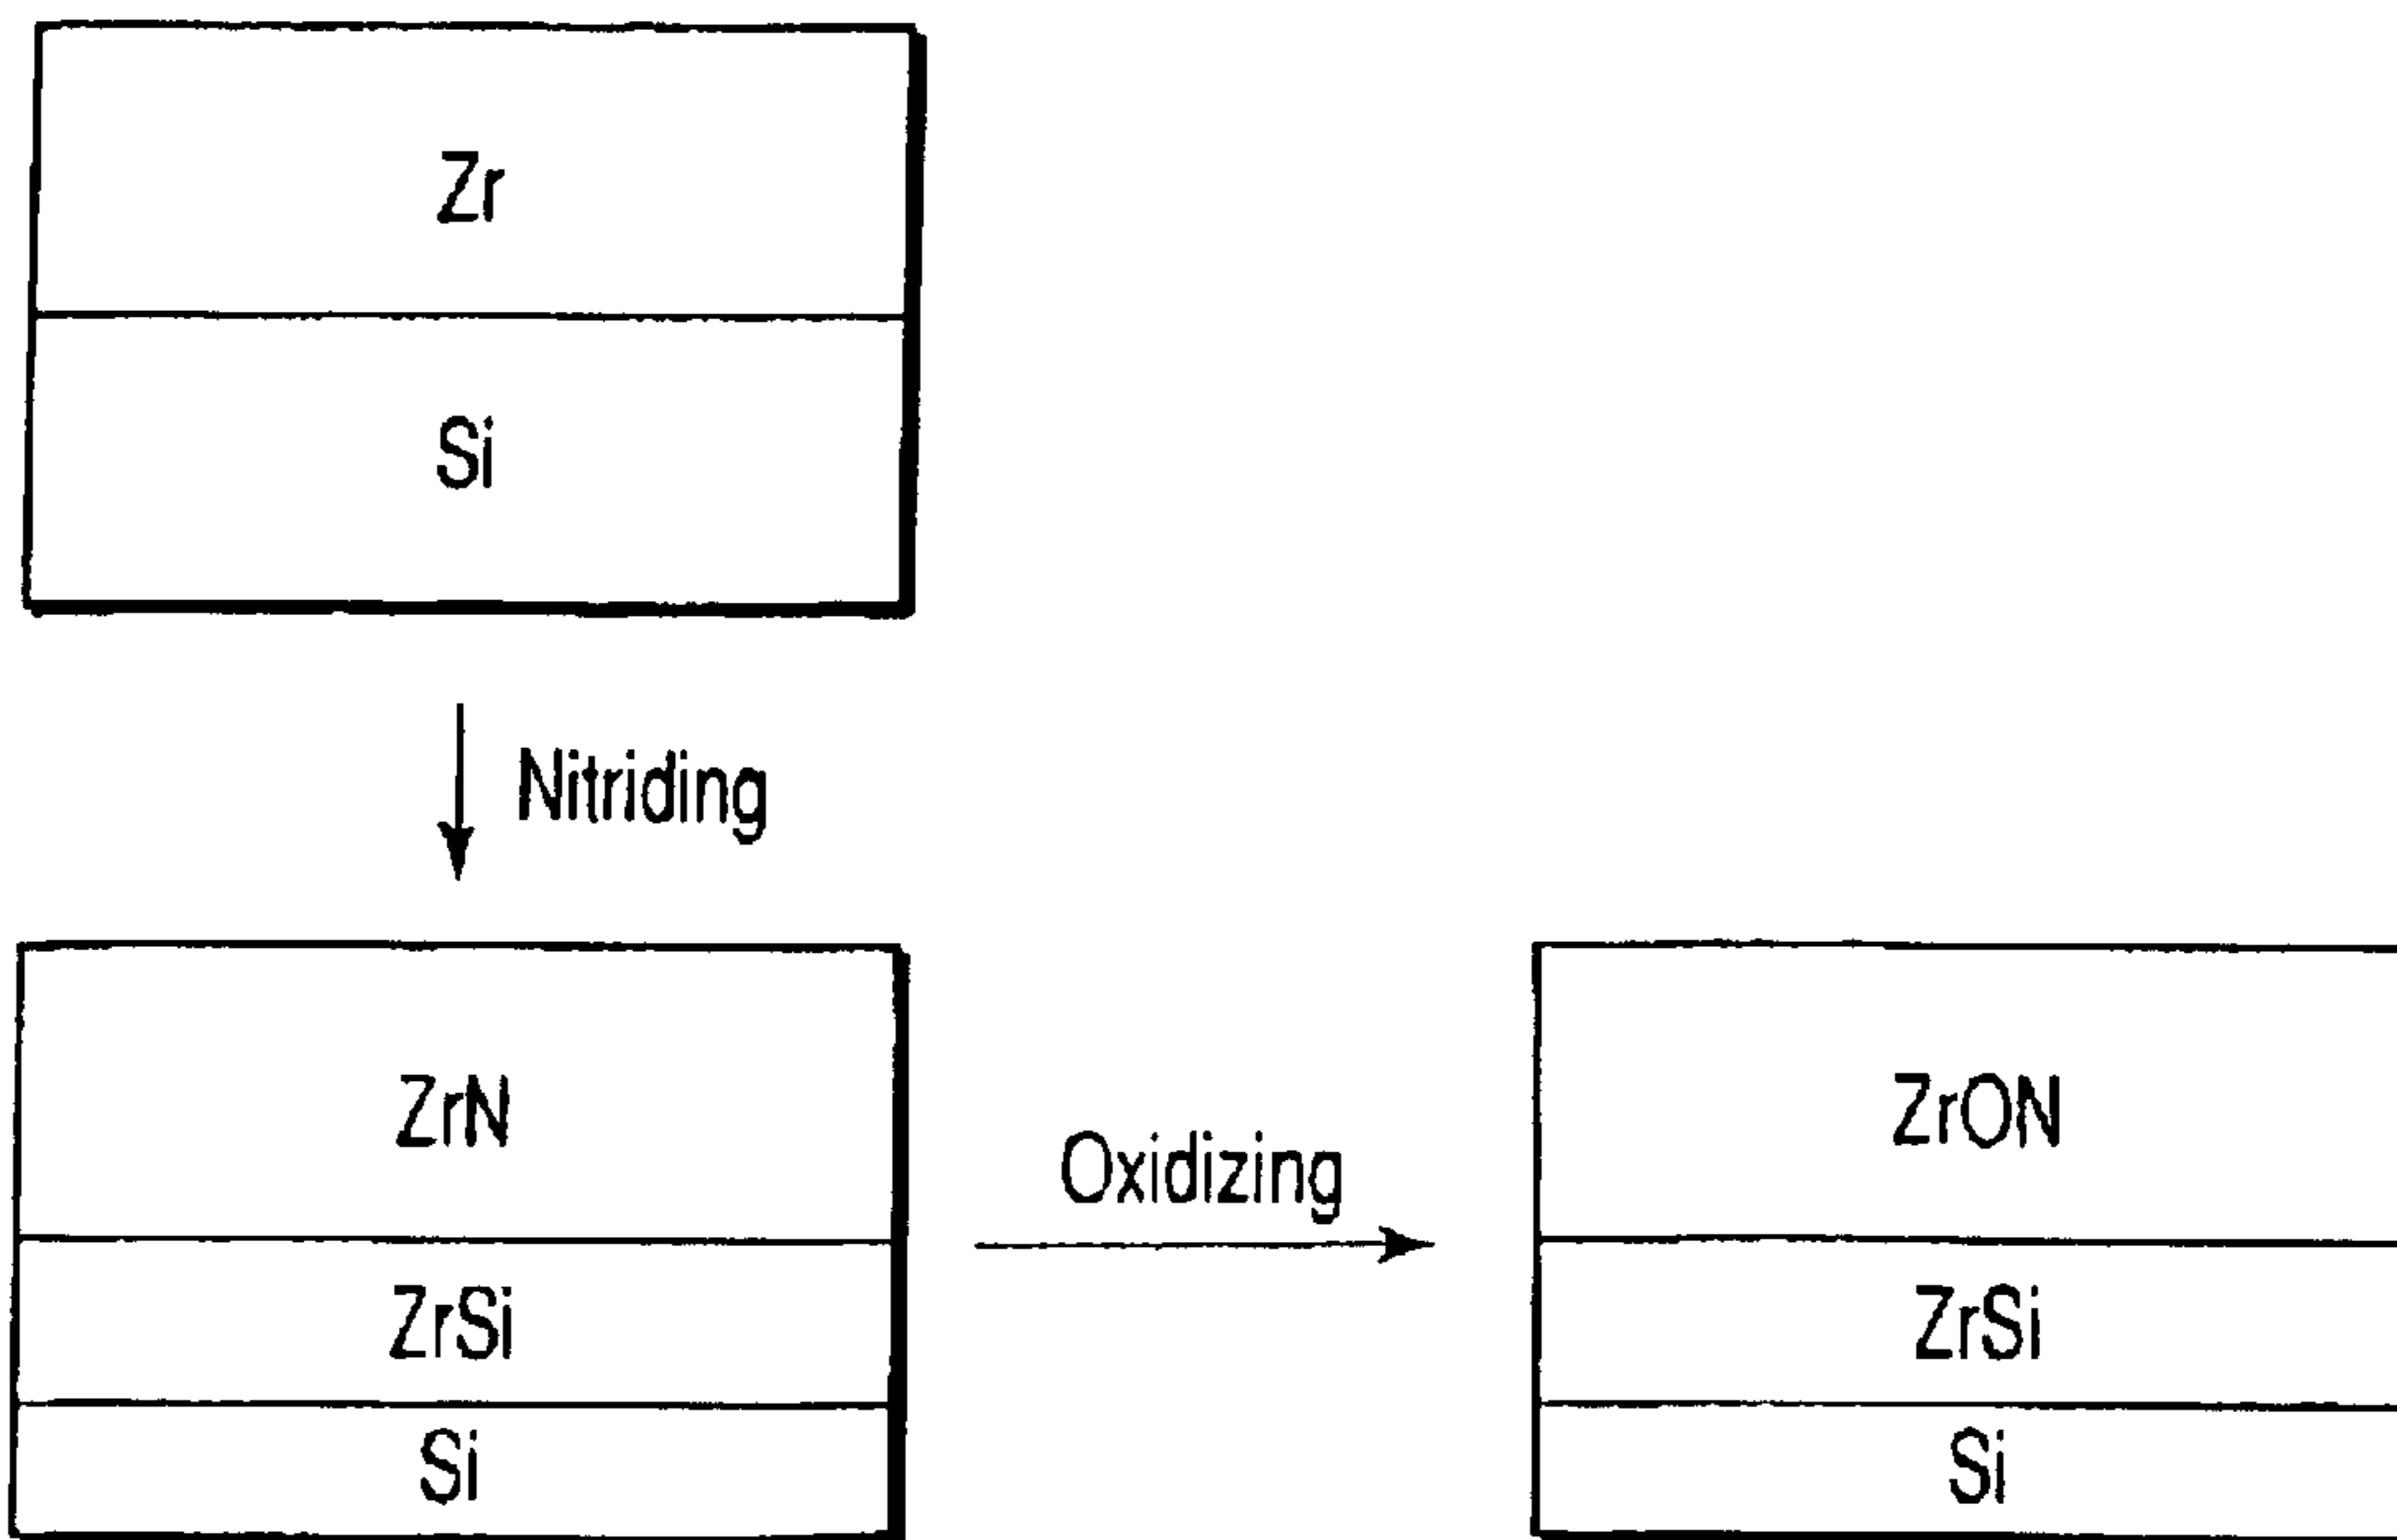 Zr
Si
Nitriding
ZrN
ZrSi
Si
Oxidizing
ZrON
ZrSi
Si